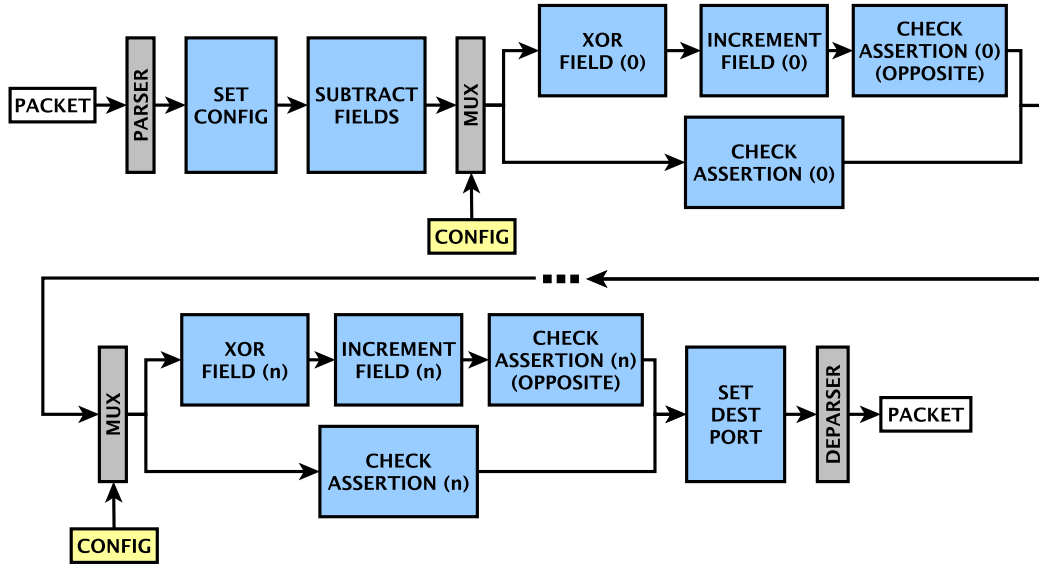 PACKET
PARSER
SET
CONFIG
SUBTRACT
FIELDS
MUX
CONFIG
XOR
FIELD (0)
INCREMENT
FIELD (0)
CHECK
ASSERTION (0)
(OPPOSITE)
CHECK
ASSERTION (0)
...
MUX
CONFIG
XOR
FIELD (n)
INCREMENT
FIELD (n)
CHECK
ASSERTION (n)
(OPPOSITE)
CHECK
ASSERTION (n)
SET
DEST
PORT
DEPARSER
PACKET